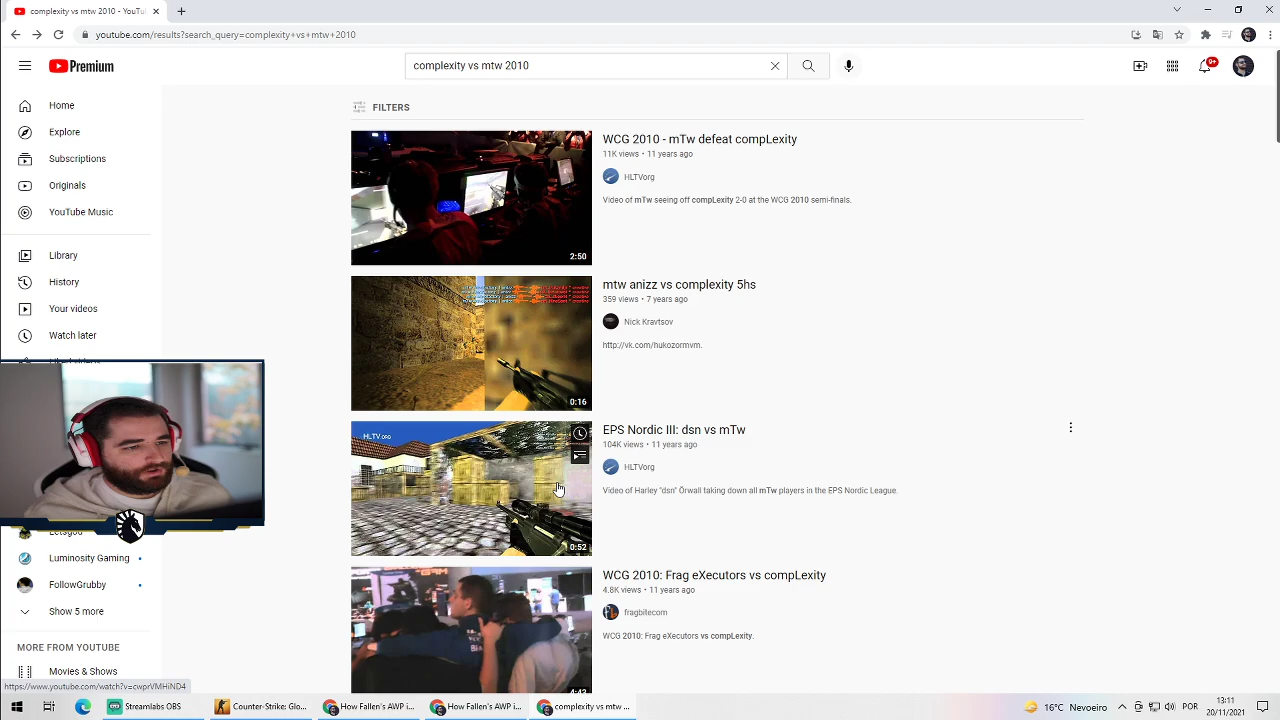 complexity vs mtw 2010 - YouTub
youtube.com/results?search_query=complexity+vs+mtw+2010
Premium
complexity vs mtw 2010
9+
Home
Explore
Subscriptions
Originals
YouTube Music
Library
History
Your videos
Watch later
Luminosity Gaming
FollowGrubby
Show 5 more
MORE FROM YOUTUBE
Movies & Shows
https://www.youtube.com/watch?v=cwprVMHiND4
FILTERS
2:50
WCG 2010 - mTw defeat compLexity
11K views • 11 years ago
HLTVorg
Video of mTw seeing off compLexity 2-0 at the WCG 2010 semi-finals.
0:16
mtw anizz vs complexity 5hs
359 views • 7 years ago
Nick Kravtsov
http://vk.com/hukozormvm.
HLTV.ORG
0:52
EPS Nordic III: dsn vs mTw
104K views • 11 years ago
HLTVorg
Video of Harley "dsn" Örwall taking down all mTw players in the EPS Nordic League.
4:43
WCG 2010: Frag eXecutors vs compLexity
4.8K views • 11 years ago
fragbitecom
WCG 2010: Frag eXecutors vs compLexity.
Streamlabs OBS
Counter-Strike: Glo...
How Fallen's AWP i...
How Fallen's AWP i...
complexity vs mtw ...
16°C Nevoeiro
POR
13:11
20/11/2021